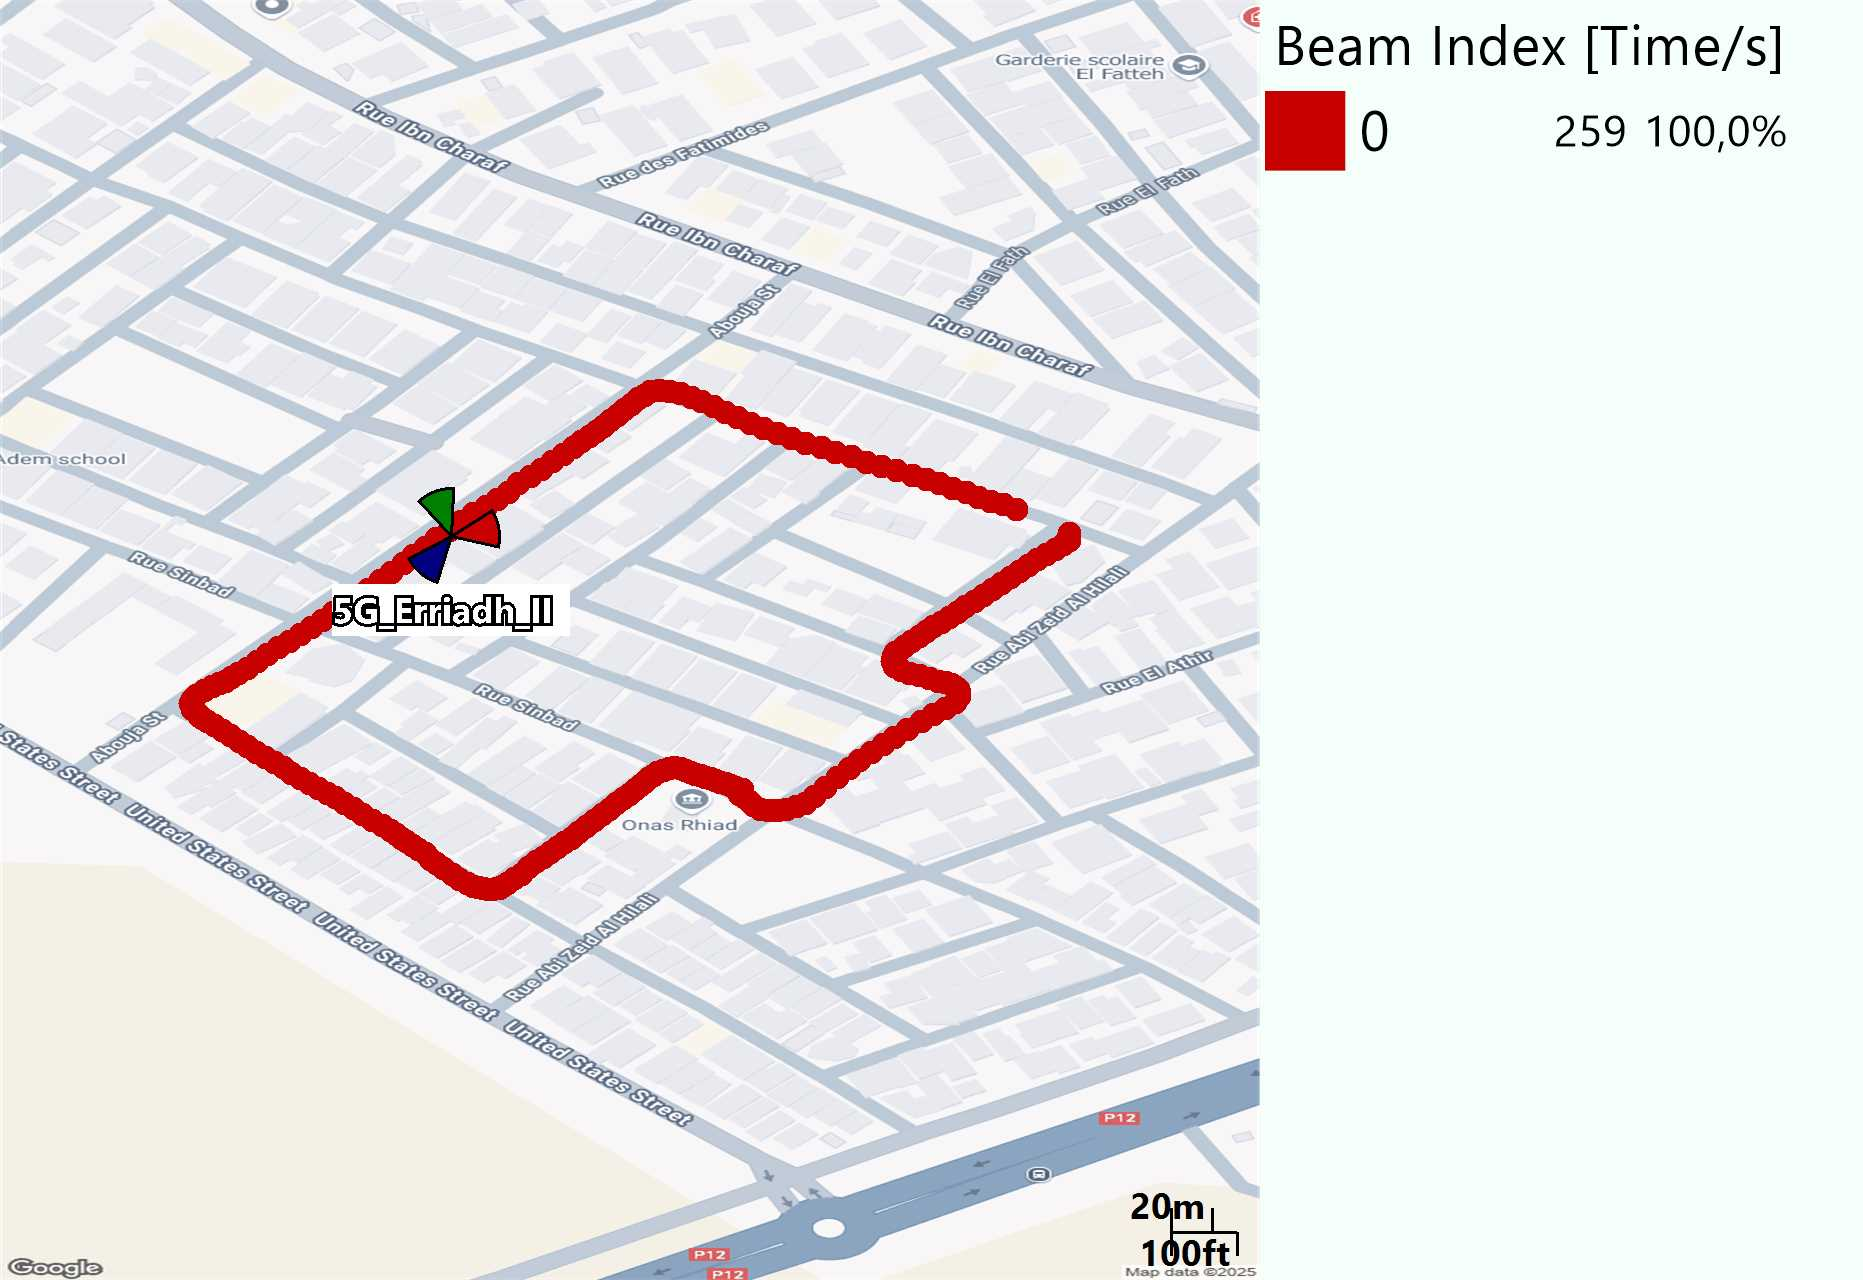 Beam Index [Time/s]
0 259 100,0%
Garderie scolaire
El Fatteh
Rue Ibn Charaf
Rue des Fatimides
Rue El Fath
Rue Ibn Charaf
Rue El Fath
Abouja St
Rue Ibn Charaf
Adem school
Rue Sinbad
5G_Erriadh_II
Rue Abi Zeid Al Hilali
Rue El Athir
Rue Sinbad
Abouja St
States Street
United States Street
Onas Rhiad
United States Street
Rue Abi Zeid Al Hilali
United States Street
P12
20m
100ft
P12
P12
Google
Map data ©2025